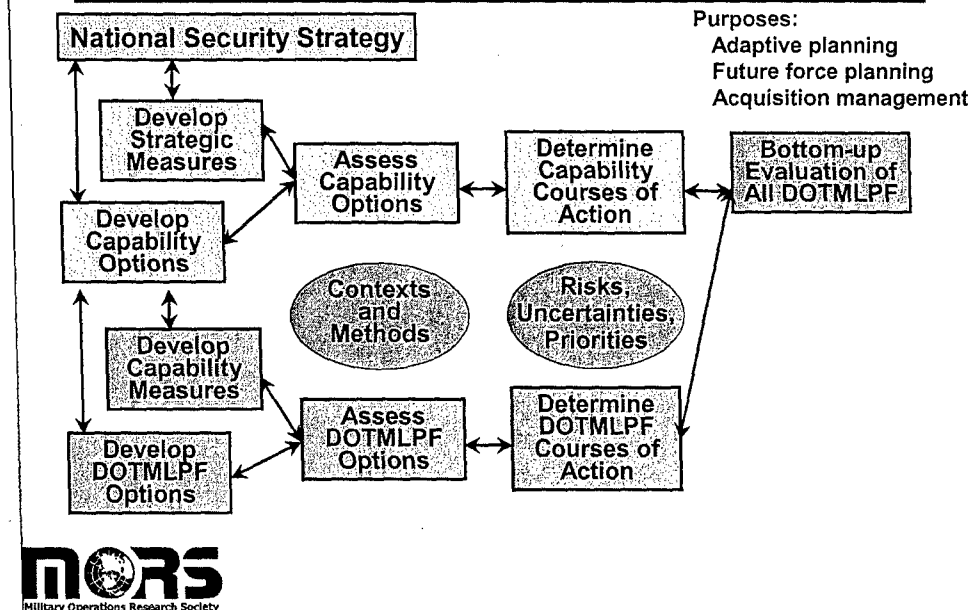 National Security Strategy
Purposes:
Adaptive planning
Future force planning
Acquisition management
Develop
Strategic
Measures
Assess
Capability
Options
Determine
Capability
Courses of
Action
Bottom-up
Evaluation of
All DOTMLPF
Develop
Capability
Options
Contexts
and
Methods
Risks,
Uncertainties,
Priorities
Develop
Capability
Measures
Assess
DOTMLPF
Options
Determine
DOTMLPF
Courses of
Action
Develop
DOTMLPF
Options
MORS
Military Operations Research Society